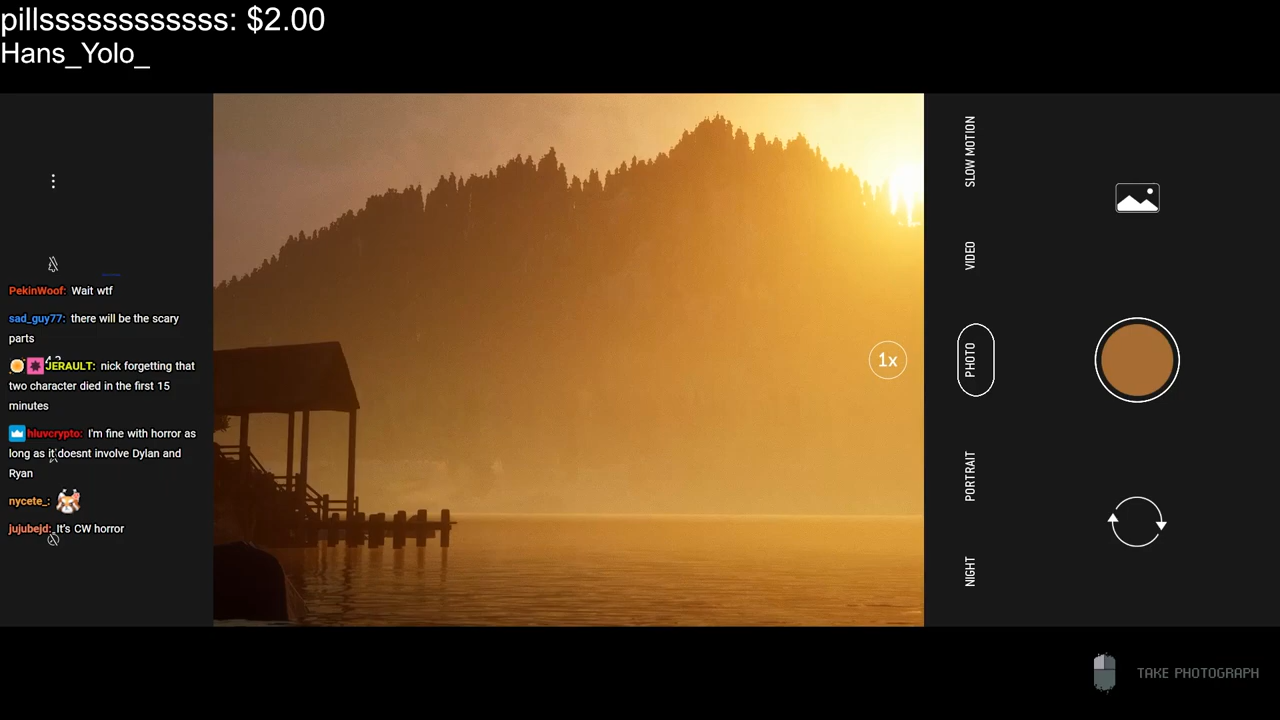 pillsssssssssssss: $2.00
Hans_Yolo_
PekinWoof: Wait wtf
sad_guy77: there will be the scary
parts
JERAULT: nick forgetting that
two character died in the first 15
minutes
hluvcrypto: I'm fine with horror as
long as it doesnt involve Dylan and
Ryan
nycete_:
jujubejd: It's CW horror
1x
SLOW MOTION
VIDEO
PHOTO
PORTRAIT
NIGHT
TAKE PHOTOGRAPH